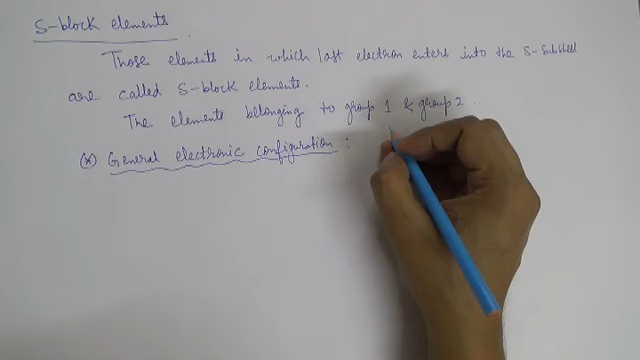 S-block elements
Those elements in which last electron enters into the S-Subshell
are called S-block elements.
The elements belonging to group 1 & group 2.
(*) General electronic configuration :